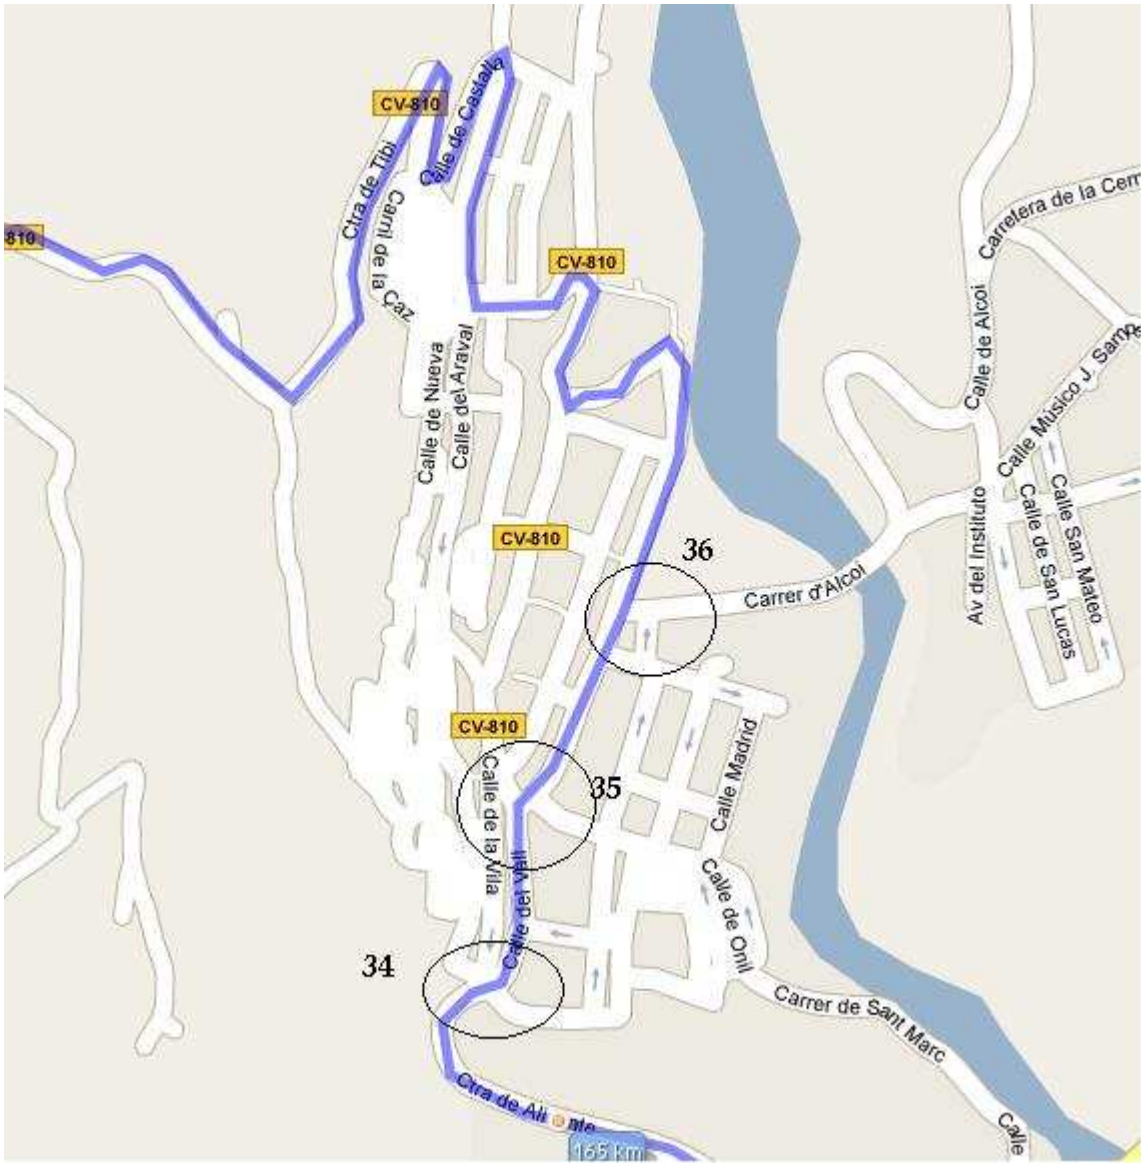 CV-810
Calle de Castalla
Ctra de Tibi
Carril de la Caz
810
CV-810
Carretera de la Cem
Calle de Alcoi
Calle Músico J. Samp
Calle de Nueva
Calle del Araval
CV-810
36
Carrer d'Alcoi
Av del Instituto
Calle de San Lucas
Calle San Mateo
CV-810
Calle Madrid
35
Calle de la Vila
Calle del Vall
Calle de Onil
34
Carrer de Sant Marc
Calle
Ctra de Ali nte
165 km